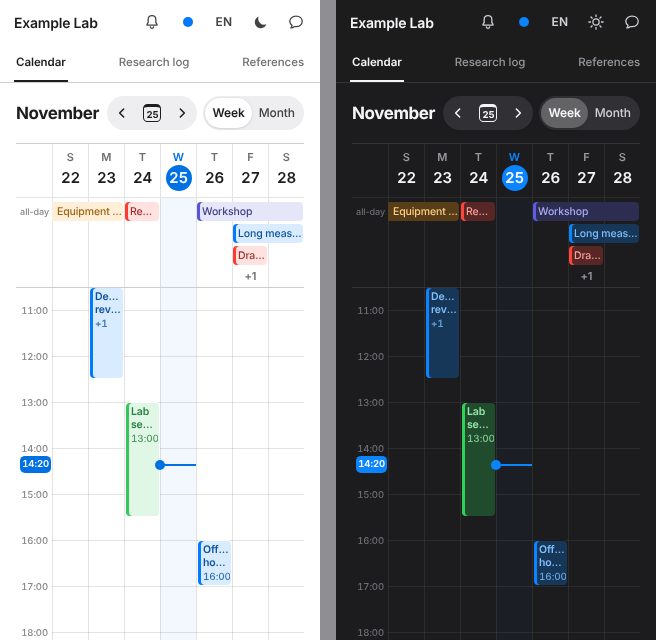 Example Lab
EN
Calendar
Research log
References
November
25
Week
Month
S M T W T F S
22 23 24 25 26 27 28
all-day
Equipment ...
Re...
Workshop
Long meas...
Dra...
+1
De...
rev...
+1
11:00
12:00
13:00
Lab
se...
13:00
14:00
14:20
15:00
16:00
Off...
ho...
16:00
17:00
18:00
Example Lab
EN
Calendar
Research log
References
November
25
Week
Month
S M T W T F S
22 23 24 25 26 27 28
all-day
Equipment ...
Re...
Workshop
Long meas...
Dra...
+1
De...
rev...
+1
11:00
12:00
13:00
Lab
se...
13:00
14:00
14:20
15:00
16:00
Off...
ho...
16:00
17:00
18:00